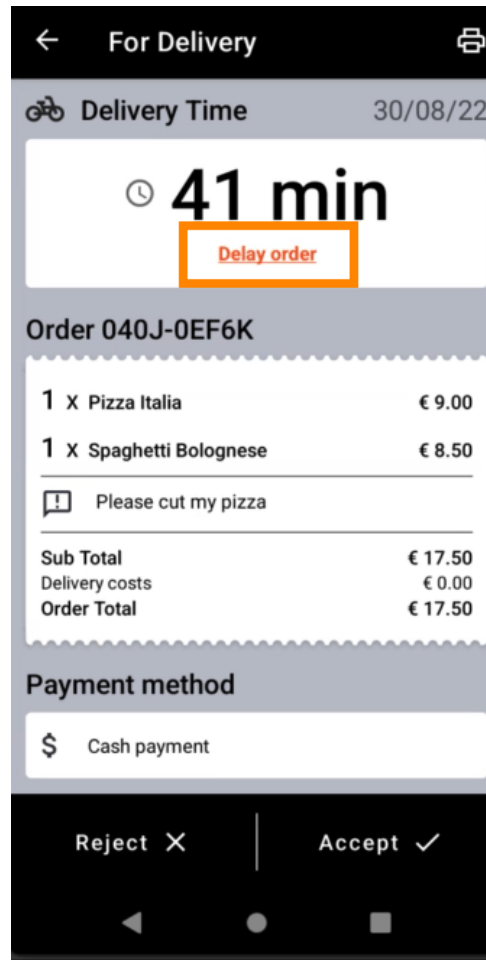 For Delivery
Delivery Time 30/08/22
41 min
Delay order
Order 040J-0EF6K
1 X Pizza Italia € 9.00
1 X Spaghetti Bolognese € 8.50
Please cut my pizza
Sub Total € 17.50
Delivery costs € 0.00
Order Total € 17.50
Payment method
$ Cash payment
Reject Accept